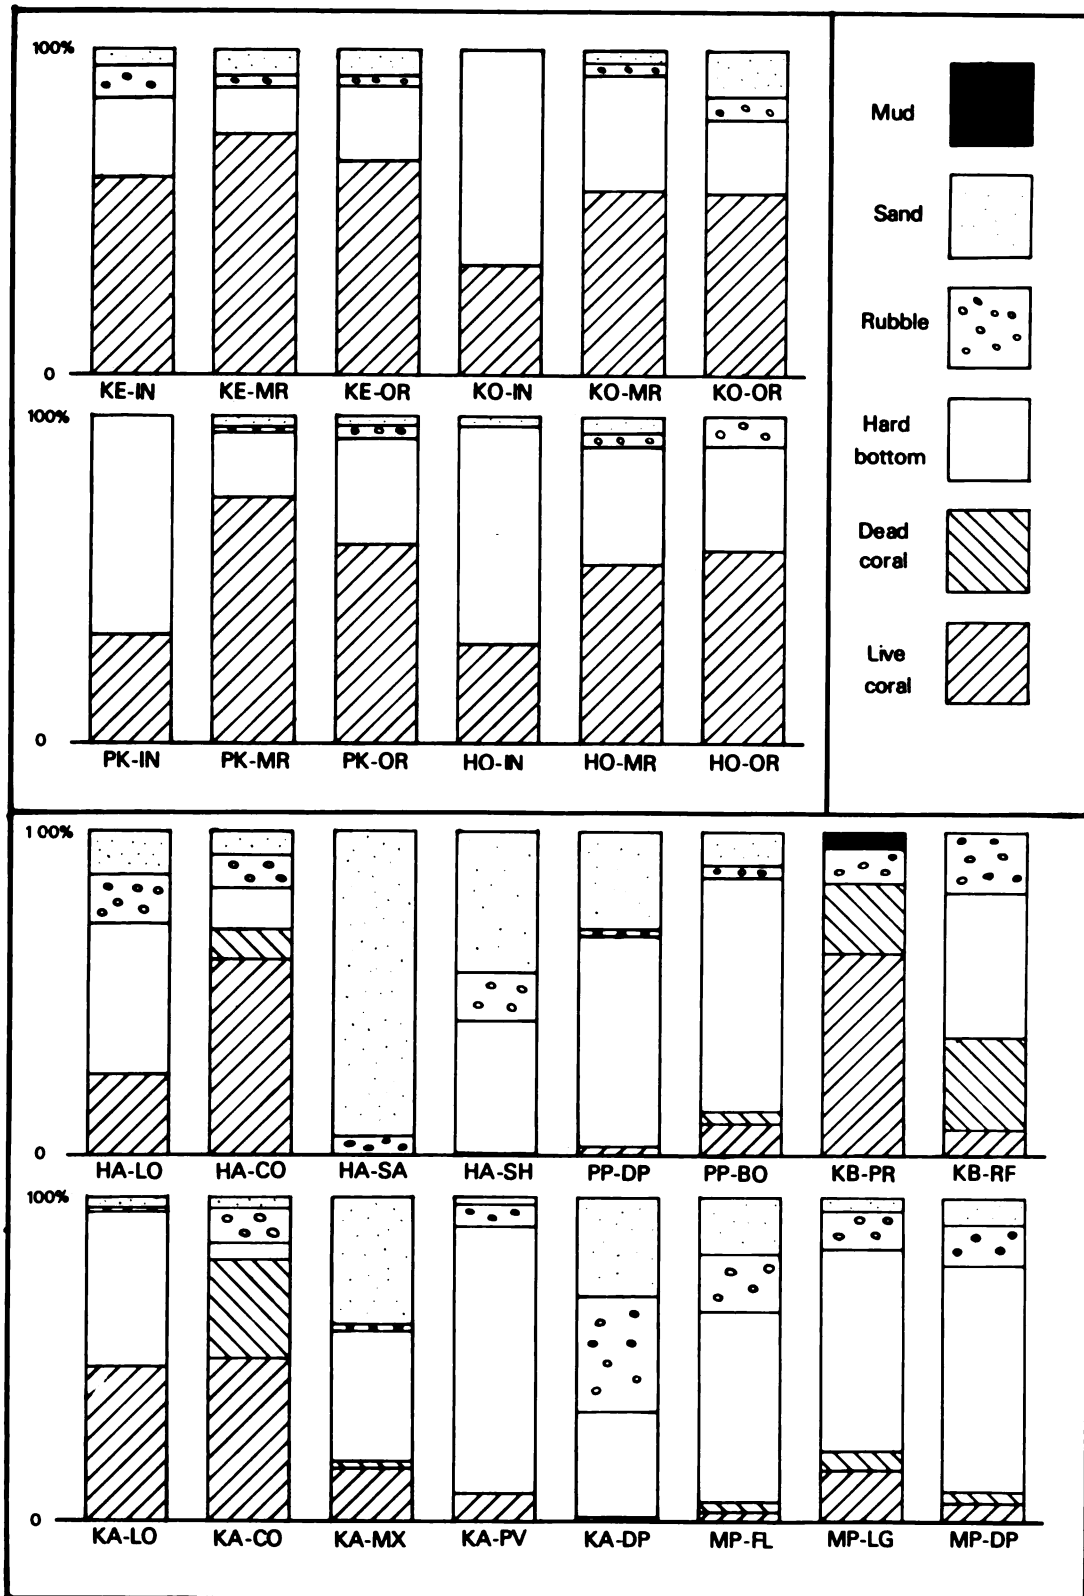 100%
0
KE-IN KE-MR KE-OR KO-IN KO-MR KO-OR
100%
0
PK-IN PK-MR PK-OR HO-IN HO-MR HO-OR
Mud
Sand
Rubble
Hard
bottom
Dead
coral
Live
coral
100%
0
HA-LO HA-CO HA-SA HA-SH PP-DP PP-BO KB-PR KB-RF
100%
0
KA-LO KA-CO KA-MX KA-PV KA-DP MP-FL MP-LG MP-DP